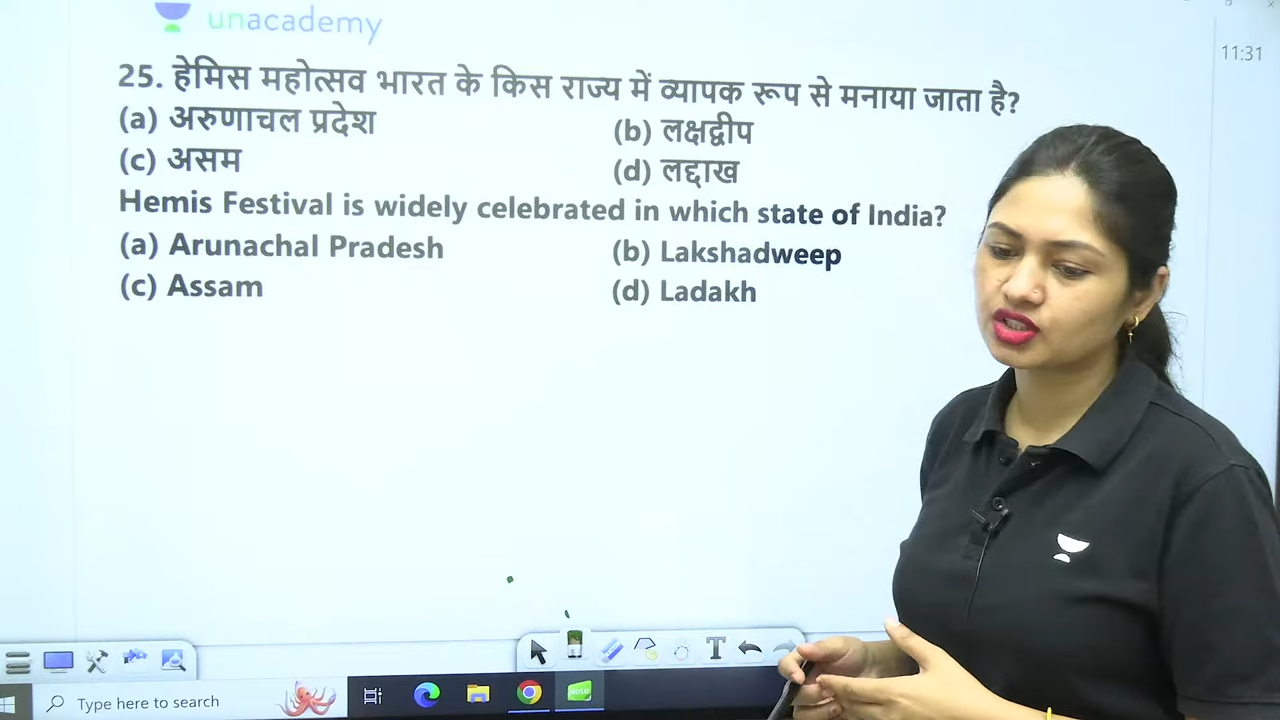 unacademy
11:31
25. हेमिस महोत्सव भारत के किस राज्य में व्यापक रूप से मनाया जाता है?
(a) अरुणाचल प्रदेश (b) लक्षद्वीप
(c) असम (d) लद्दाख
Hemis Festival is widely celebrated in which state of India?
(a) Arunachal Pradesh (b) Lakshadweep
(c) Assam (d) Ladakh
T
Type here to search